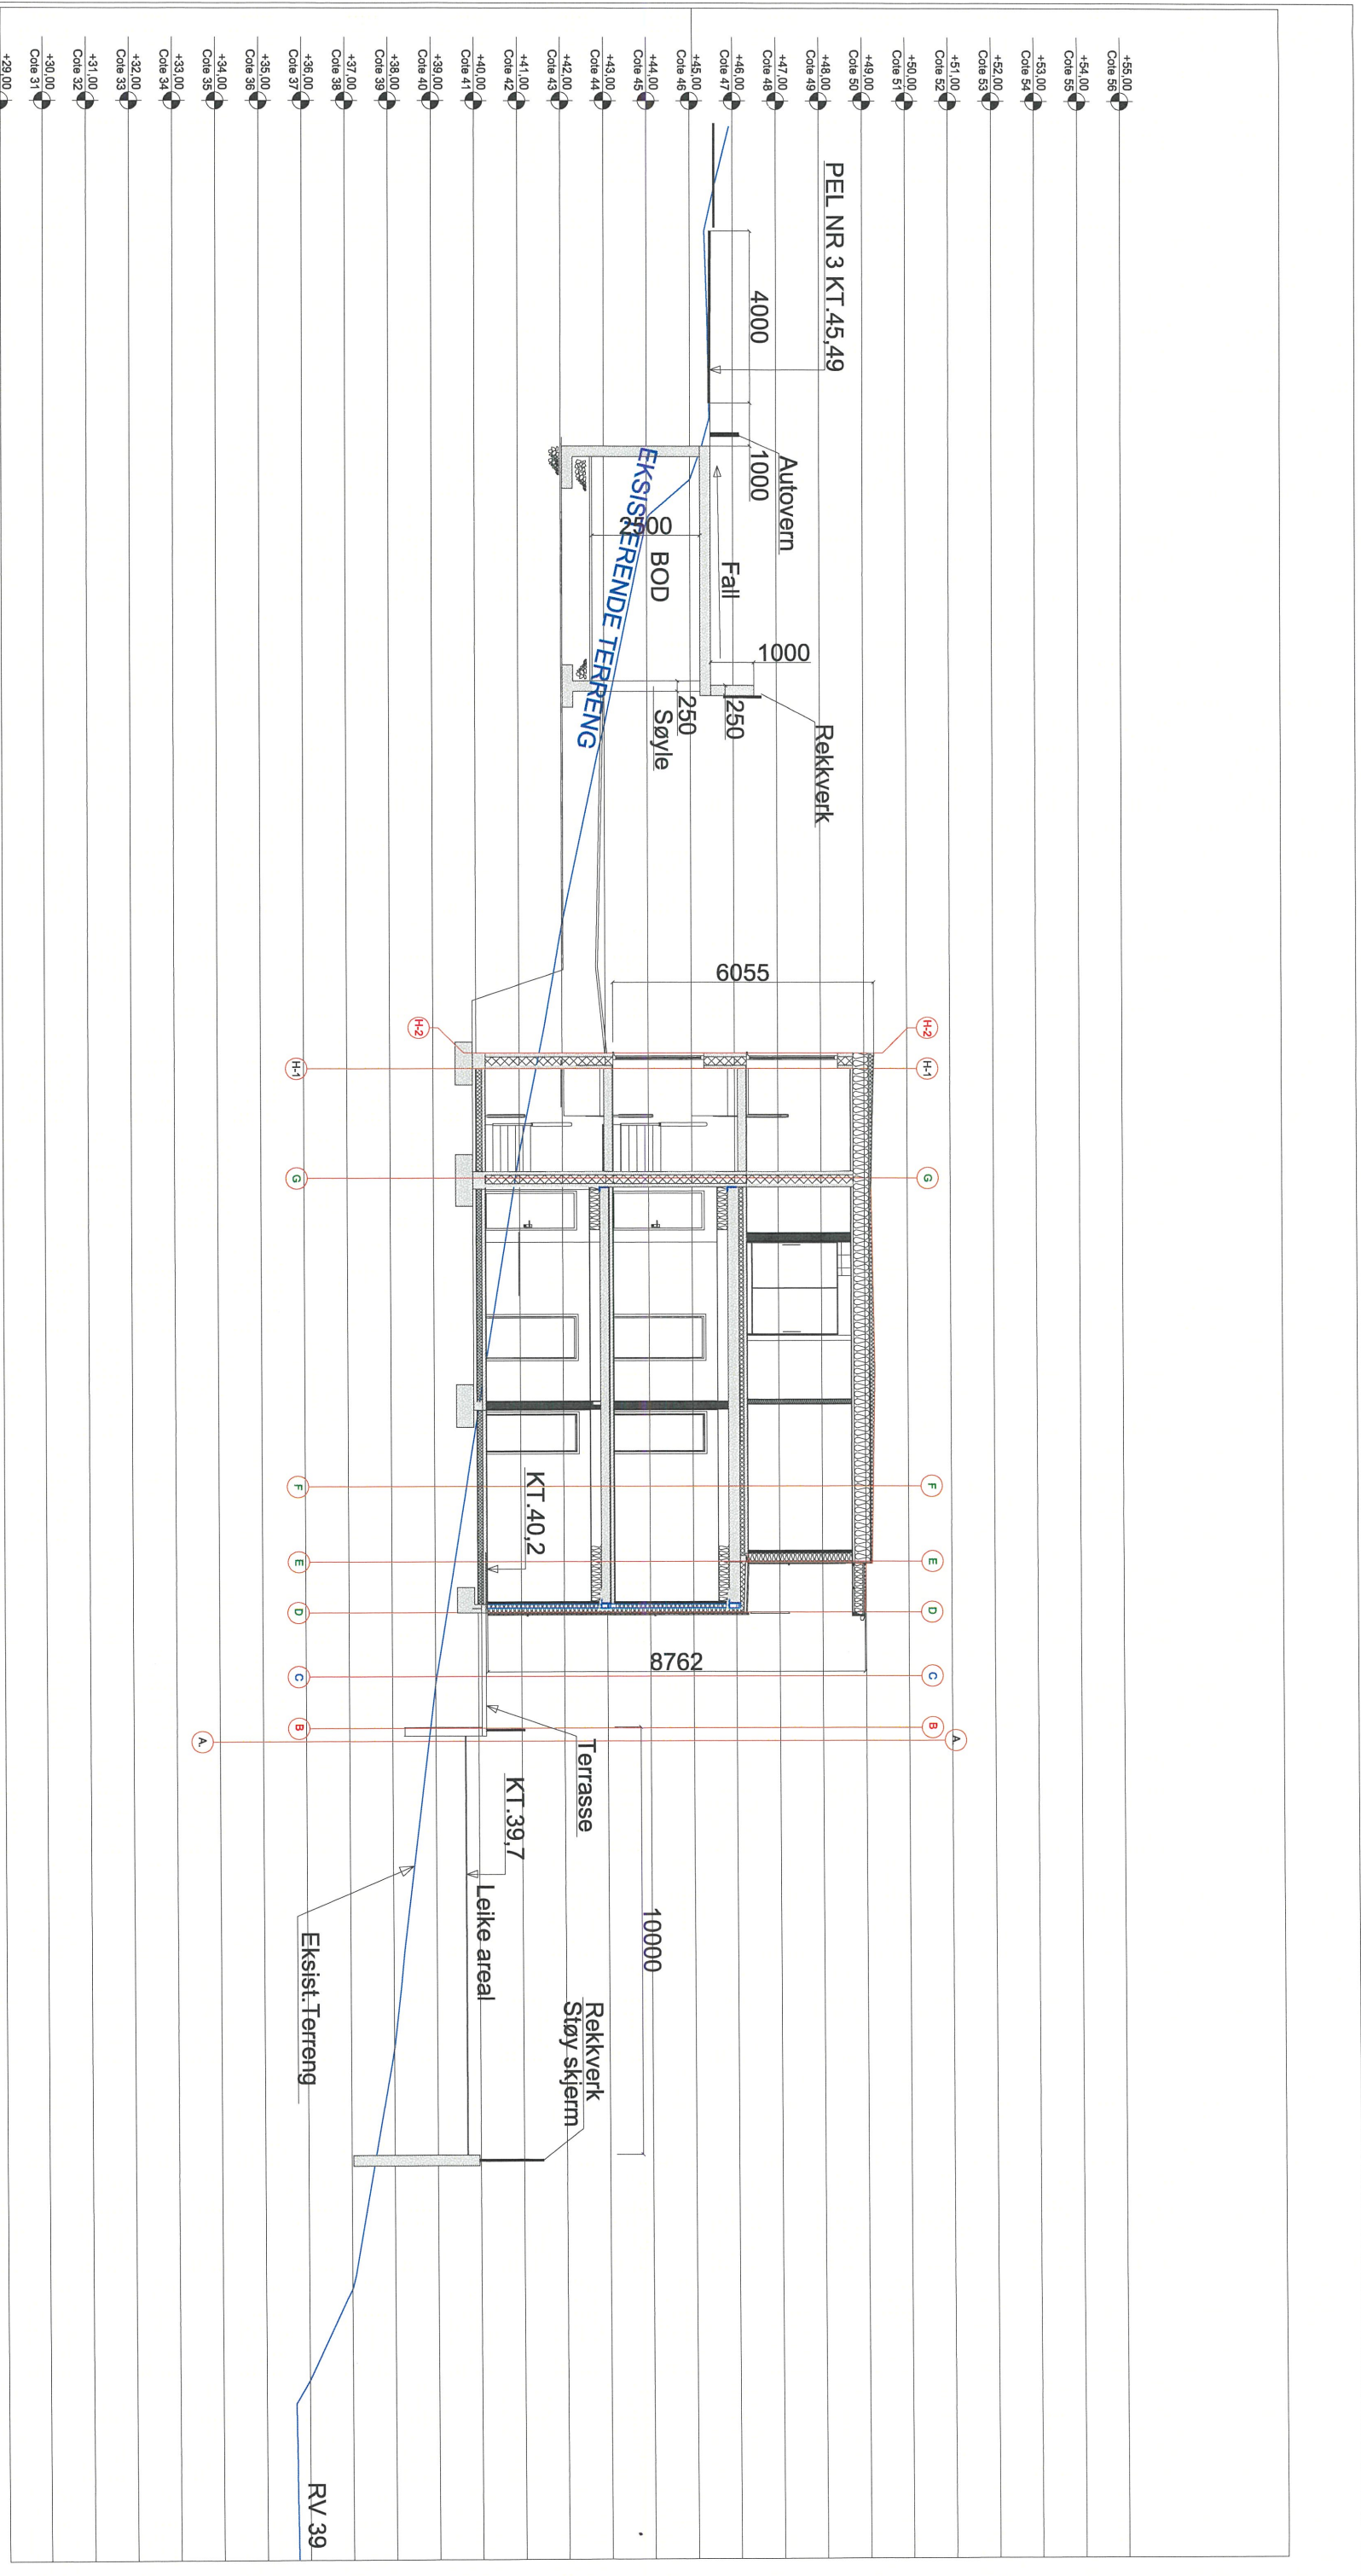 +55,00
Cote 56
+54,00
Cote 55
+53,00
Cote 54
+52,00
Cote 53
+51,00
Cote 52
+50,00
Cote 51
+49,00
Cote 50
+48,00
Cote 49
+47,00
Cote 48
+46,00
Cote 47
+45,00
Cote 46
+44,00
Cote 45
+43,00
Cote 44
+42,00
Cote 43
+41,00
Cote 42
+40,00
Cote 41
+39,00
Cote 40
+38,00
Cote 39
+37,00
Cote 38
+36,00
Cote 37
+35,00
Cote 36
+34,00
Cote 35
+33,00
Cote 34
+32,00
Cote 33
+31,00
Cote 32
+30,00
Cote 31
+29,00
PEL NR 3 KT.45,49
4000
1000
Autovern
Fall
1000
250
Rekkverk
2500
BOD
250
Søyle
EKSISTERENDE TERRENG
6055
H-2
H-1
G
F
E
D
C
B
A.
H-2
H-1
G
F
E
D
C
B
A.
KT.40,2
8762
Terrasse
KT.39,7
Leike areal
10000
Rekkverk
Støy skjerm
Eksist.Terreng
RV 39